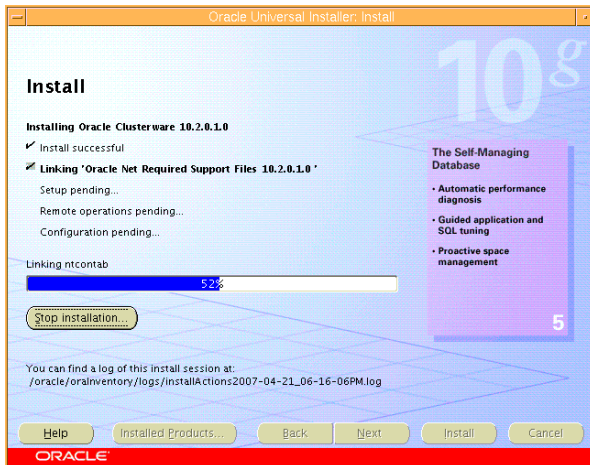 Oracle Universal Installer: Install
10g
Install
Installing Oracle Clusterware 10.2.0.1.0
Install successful
Linking 'Oracle Net Required Support Files 10.2.0.1.0 '
Setup pending...
Remote operations pending...
Configuration pending...
Linking ntcontab
52%
Stop installation...
The Self-Managing
Database
• Automatic performance
diagnosis
• Guided application and
SQL tuning
• Proactive space
management
5
You can find a log of this install session at:
/oracle/oraInventory/logs/installActions2007-04-21_06-16-06PM.log
Help
Installed Products...
Back
Next
Install
Cancel
ORACLE